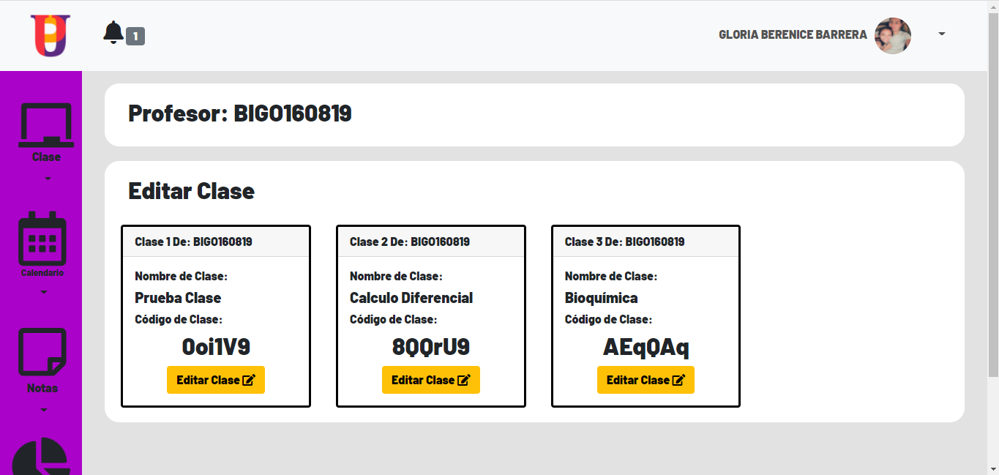 1
GLORIA BERENICE BARRERA
Profesor: BIGO160819
Clase
Calendario
Notas
Editar Clase
Clase 1 De: BIGO160819
Nombre de Clase:
Prueba Clase
Código de Clase:
0oi1V9
Editar Clase
Clase 2 De: BIGO160819
Nombre de Clase:
Calculo Diferencial
Código de Clase:
8QQrU9
Editar Clase
Clase 3 De: BIGO160819
Nombre de Clase:
Bioquímica
Código de Clase:
AEqQAq
Editar Clase